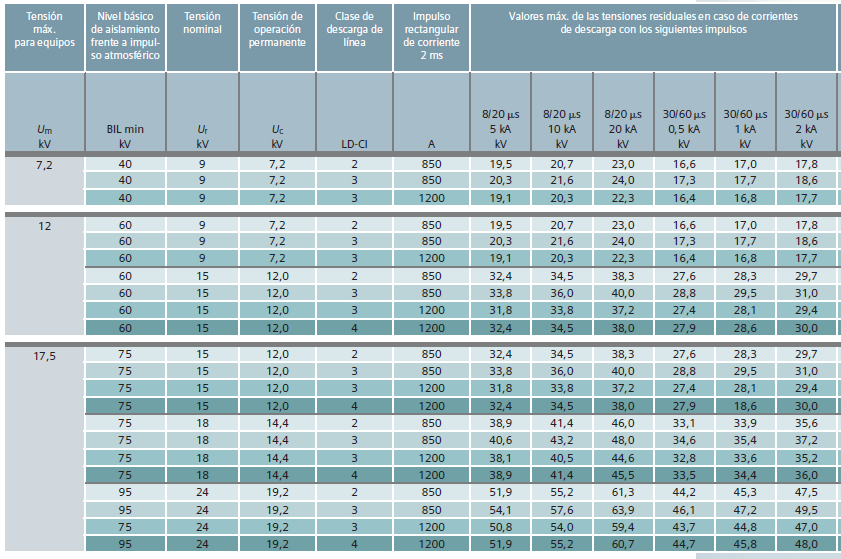 Tensión máx. para equipos | Nivel básico de aislamiento frente a impulso atmosférico | Tensión nominal | Tensión de operación permanente | Clase de descarga de línea | Impulso rectangular de corriente 2 ms | Valores máx. de las tensiones residuales en caso de corrientes de descarga con los siguientes impulsos
Um kV | BIL min kV | Ur kV | Uc kV | LD-CI | A | 8/20 µs 5 kA kV | 8/20 µs 10 kA kV | 8/20 µs 20 kA kV | 30/60 µs 0,5 kA kV | 30/60 µs 1 kA kV | 30/60 µs 2 kA kV
7,2 | 40 | 9 | 7,2 | 2 | 850 | 19,5 | 20,7 | 23,0 | 16,6 | 17,0 | 17,8
40 | 9 | 7,2 | 3 | 850 | 20,3 | 21,6 | 24,0 | 17,3 | 17,7 | 18,6
40 | 9 | 7,2 | 3 | 1200 | 19,1 | 20,3 | 22,3 | 16,4 | 16,8 | 17,7
12 | 60 | 9 | 7,2 | 2 | 850 | 19,5 | 20,7 | 23,0 | 16,6 | 17,0 | 17,8
60 | 9 | 7,2 | 3 | 850 | 20,3 | 21,6 | 24,0 | 17,3 | 17,7 | 18,6
60 | 9 | 7,2 | 3 | 1200 | 19,1 | 20,3 | 22,3 | 16,4 | 16,8 | 17,7
60 | 15 | 12,0 | 2 | 850 | 32,4 | 34,5 | 38,3 | 27,6 | 28,3 | 29,7
60 | 15 | 12,0 | 3 | 850 | 33,8 | 36,0 | 40,0 | 28,8 | 29,5 | 31,0
60 | 15 | 12,0 | 3 | 1200 | 31,8 | 33,8 | 37,2 | 27,4 | 28,1 | 29,4
60 | 15 | 12,0 | 4 | 1200 | 32,4 | 34,5 | 38,0 | 27,9 | 28,6 | 30,0
17,5 | 75 | 15 | 12,0 | 2 | 850 | 32,4 | 34,5 | 38,3 | 27,6 | 28,3 | 29,7
75 | 15 | 12,0 | 3 | 850 | 33,8 | 36,0 | 40,0 | 28,8 | 29,5 | 31,0
75 | 15 | 12,0 | 3 | 1200 | 31,8 | 33,8 | 37,2 | 27,4 | 28,1 | 29,4
75 | 15 | 12,0 | 4 | 1200 | 32,4 | 34,5 | 38,0 | 27,9 | 18,6 | 30,0
75 | 18 | 14,4 | 2 | 850 | 38,9 | 41,4 | 46,0 | 33,1 | 33,9 | 35,6
75 | 18 | 14,4 | 3 | 850 | 40,6 | 43,2 | 48,0 | 34,6 | 35,4 | 37,2
75 | 18 | 14,4 | 3 | 1200 | 38,1 | 40,5 | 44,6 | 32,8 | 33,6 | 35,2
75 | 18 | 14,4 | 4 | 1200 | 38,9 | 41,4 | 45,5 | 33,5 | 34,4 | 36,0
95 | 24 | 19,2 | 2 | 850 | 51,9 | 55,2 | 61,3 | 44,2 | 45,3 | 47,5
95 | 24 | 19,2 | 3 | 850 | 54,1 | 57,6 | 63,9 | 46,1 | 47,2 | 49,5
75 | 24 | 19,2 | 3 | 1200 | 50,8 | 54,0 | 59,4 | 43,7 | 44,8 | 47,0
95 | 24 | 19,2 | 4 | 1200 | 51,9 | 55,2 | 60,7 | 44,7 | 45,8 | 48,0